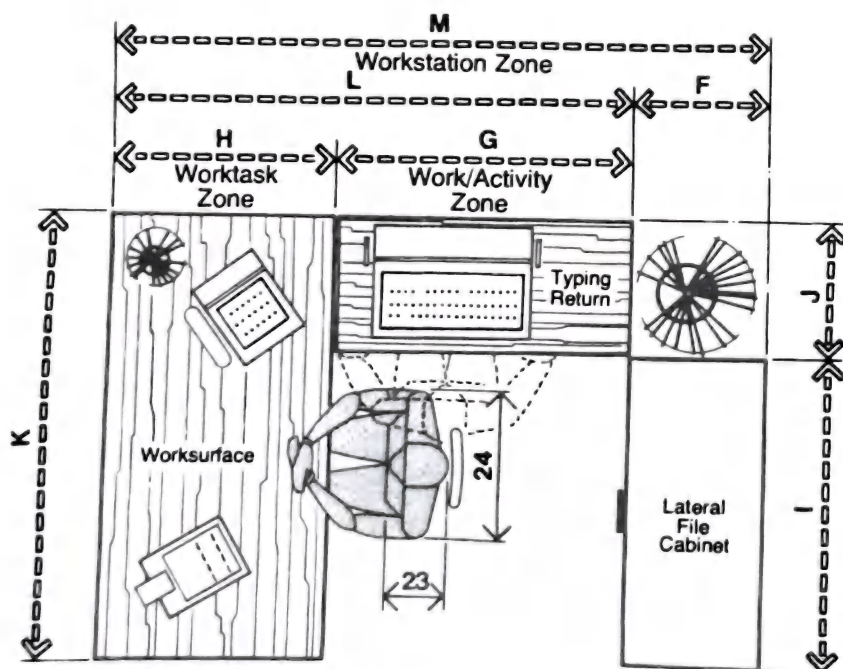 M
Workstation Zone
L
F
H
G
Worktask
Zone
Work/Activity
Zone
Typing
Return
J
K
Worksurface
24
23
Lateral
File
Cabinet
I